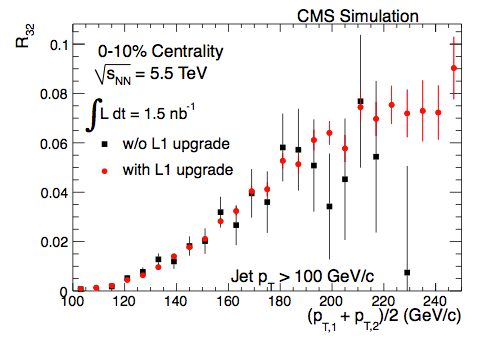 CMS Simulation
R32
0-10% Centrality
√sNN = 5.5 TeV
∫L dt = 1.5 nb-1
w/o L1 upgrade
with L1 upgrade
Jet pT > 100 GeV/c
0.1
0.08
0.06
0.04
0.02
0
100 120 140 160 180 200 220 240
(pT,1 + pT,2)/2 (GeV/c)